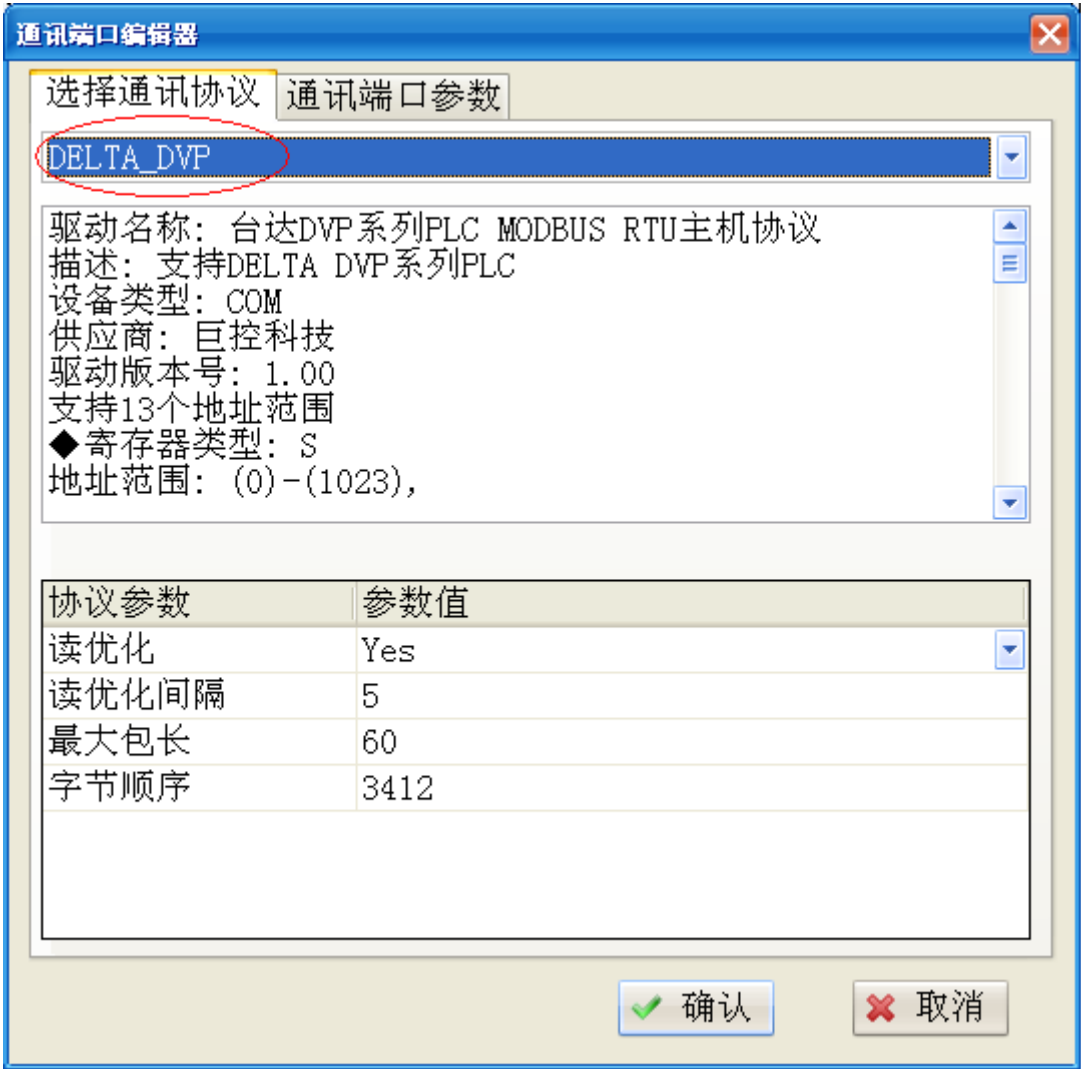 通讯端口编辑器
选择通讯协议 通讯端口参数
DELTA_DVP
驱动名称: 台达DVP系列PLC MODBUS RTU主机协议
描述: 支持DELTA DVP系列PLC
设备类型: COM
供应商: 巨控科技
驱动版本号: 1.00
支持13个地址范围
◆寄存器类型: S
地址范围: (0)-(1023),
协议参数 参数值
读优化 Yes
读优化间隔 5
最大包长 60
字节顺序 3412
确认 取消